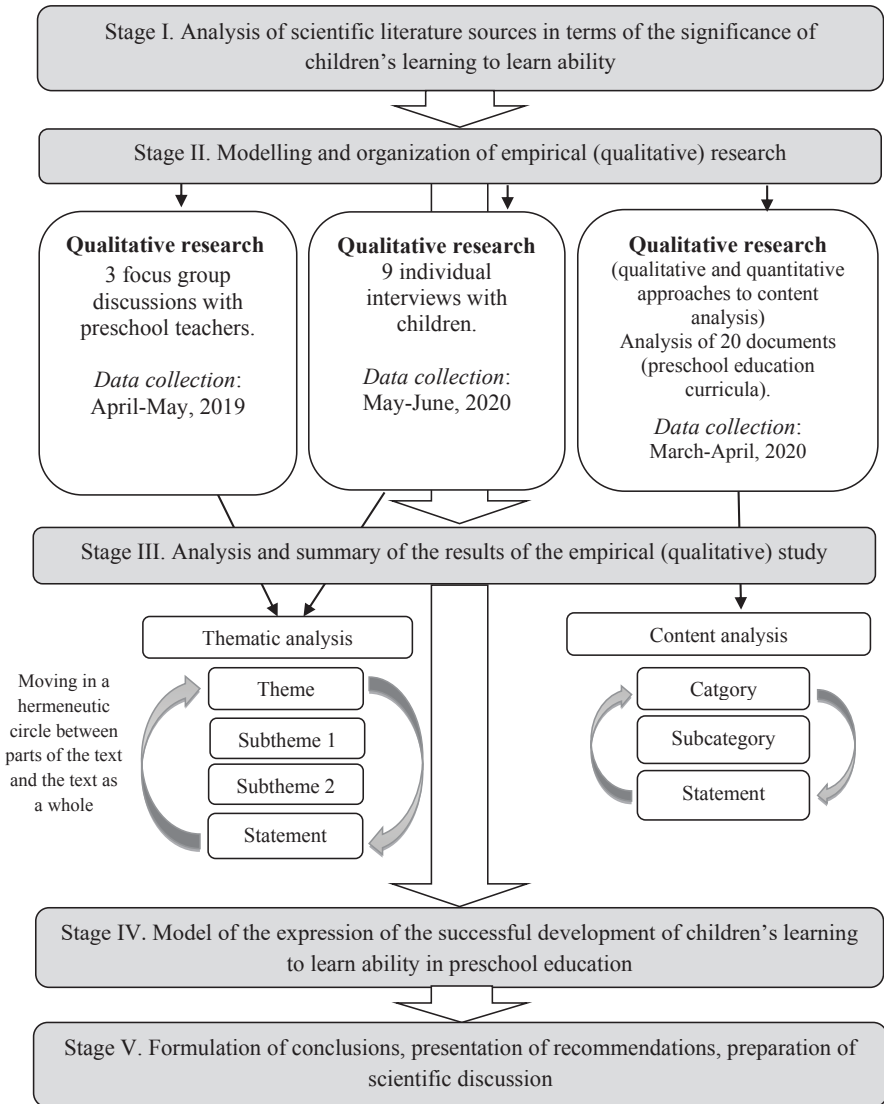 Stage I. Analysis of scientific literature sources in terms of the significance of
children's learning to learn ability
Stage II. Modelling and organization of empirical (qualitative) research
Qualitative research
3 focus group
discussions with
preschool teachers.
Data collection:
April-May, 2019
Qualitative research
9 individual
interviews with
children.
Data collection:
May-June, 2020
Qualitative research
(qualitative and quantitative
approaches to content
analysis)
Analysis of 20 documents
(preschool education
curricula).
Data collection:
March-April, 2020
Stage III. Analysis and summary of the results of the empirical (qualitative) study
Thematic analysis
Moving in a
hermeneutic
circle between
parts of the text
and the text as
a whole
Theme
Subtheme 1
Subtheme 2
Statement
Content analysis
Catgory
Subcategory
Statement
Stage IV. Model of the expression of the successful development of children's learning
to learn ability in preschool education
Stage V. Formulation of conclusions, presentation of recommendations, preparation of
scientific discussion